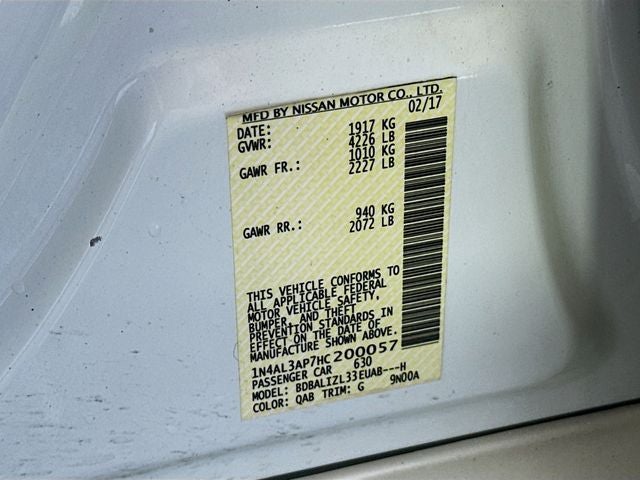 MFD BY NISSAN MOTOR CO., LTD.
DATE: 02/17
GVWR: 1917 KG
4226 LB
GAWR FR.: 1010 KG
2227 LB
GAWR RR.: 940 KG
2072 LB
THIS VEHICLE CONFORMS TO
ALL APPLICABLE FEDERAL
MOTOR VEHICLE SAFETY,
BUMPER, AND THEFT
PREVENTION STANDARDS IN
EFFECT ON THE DATE OF
MANUFACTURE SHOWN ABOVE.
1N4AL3AP7HC200057
PASSENGER CAR 630
MODEL: BDBALIZL33EUAB---H
COLOR: QAB TRIM: G 9N00A